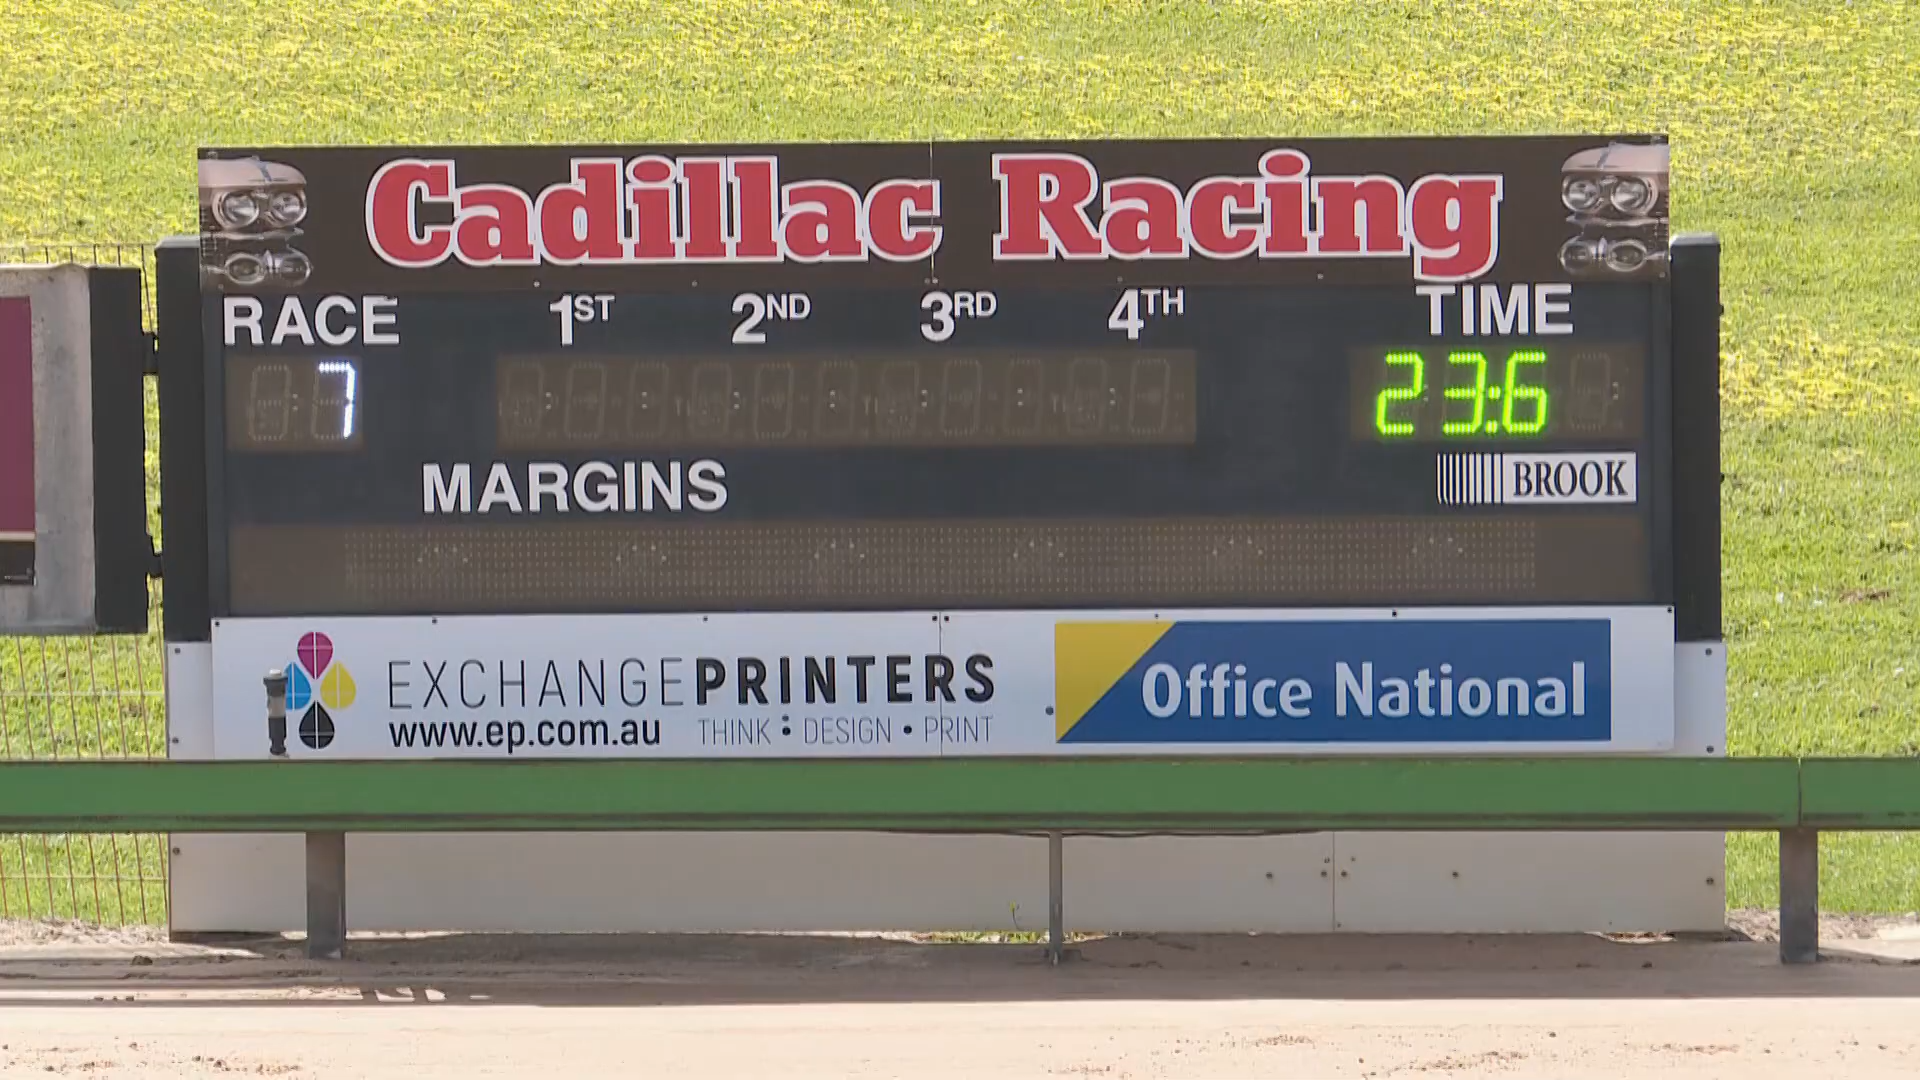 Cadillac Racing
RACE 1ST 2ND 3RD 4TH TIME
7 23:6
MARGINS
BROOK
EXCHANGEPRINTERS
www.ep.com.au THINK • DESIGN • PRINT
Office National